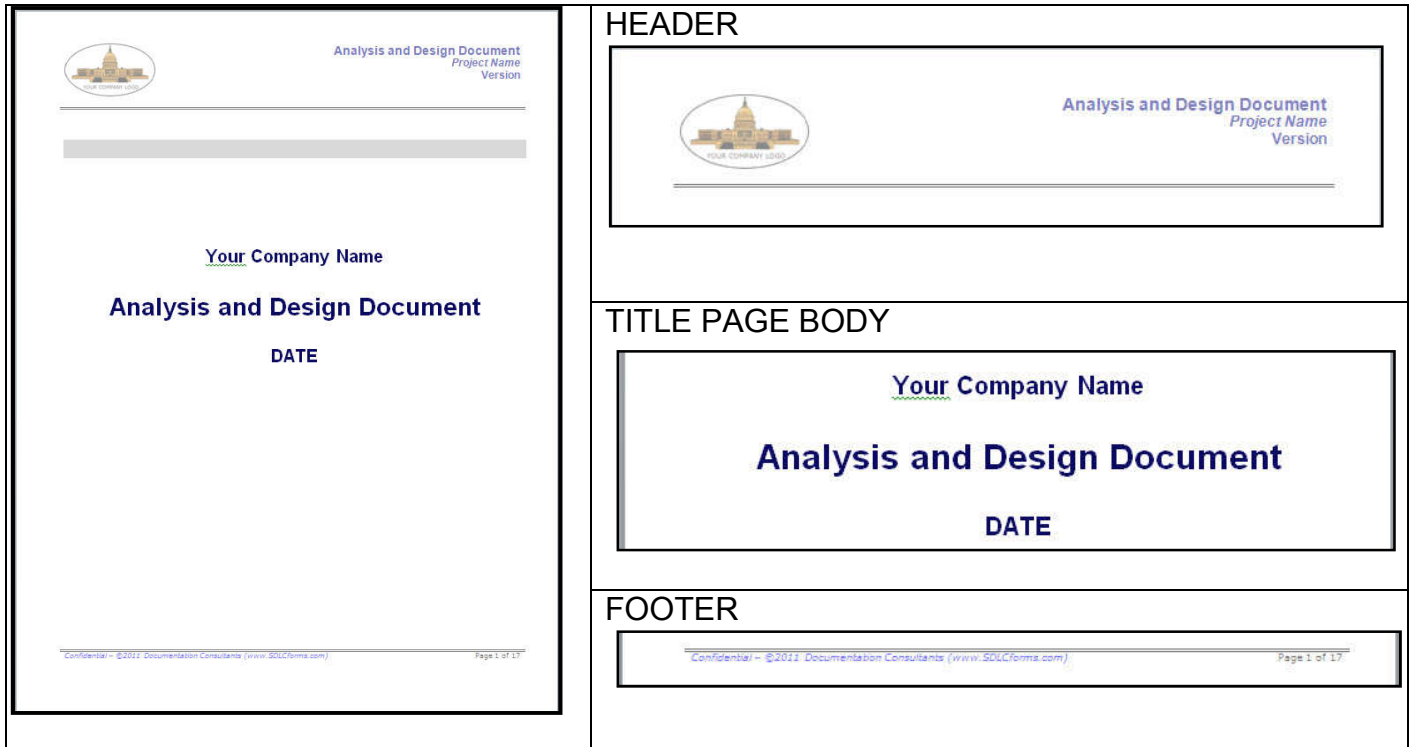 YOUR COMPANY LOGO
Analysis and Design Document
Project Name
Version
Your Company Name
Analysis and Design Document
DATE
Confidential – ©2011 Documentation Consultants (www.SDLCforms.com)
Page 1 of 17
HEADER
YOUR COMPANY LOGO
Analysis and Design Document
Project Name
Version
TITLE PAGE BODY
Your Company Name
Analysis and Design Document
DATE
FOOTER
Confidential – ©2011 Documentation Consultants (www.SDLCforms.com)
Page 1 of 17